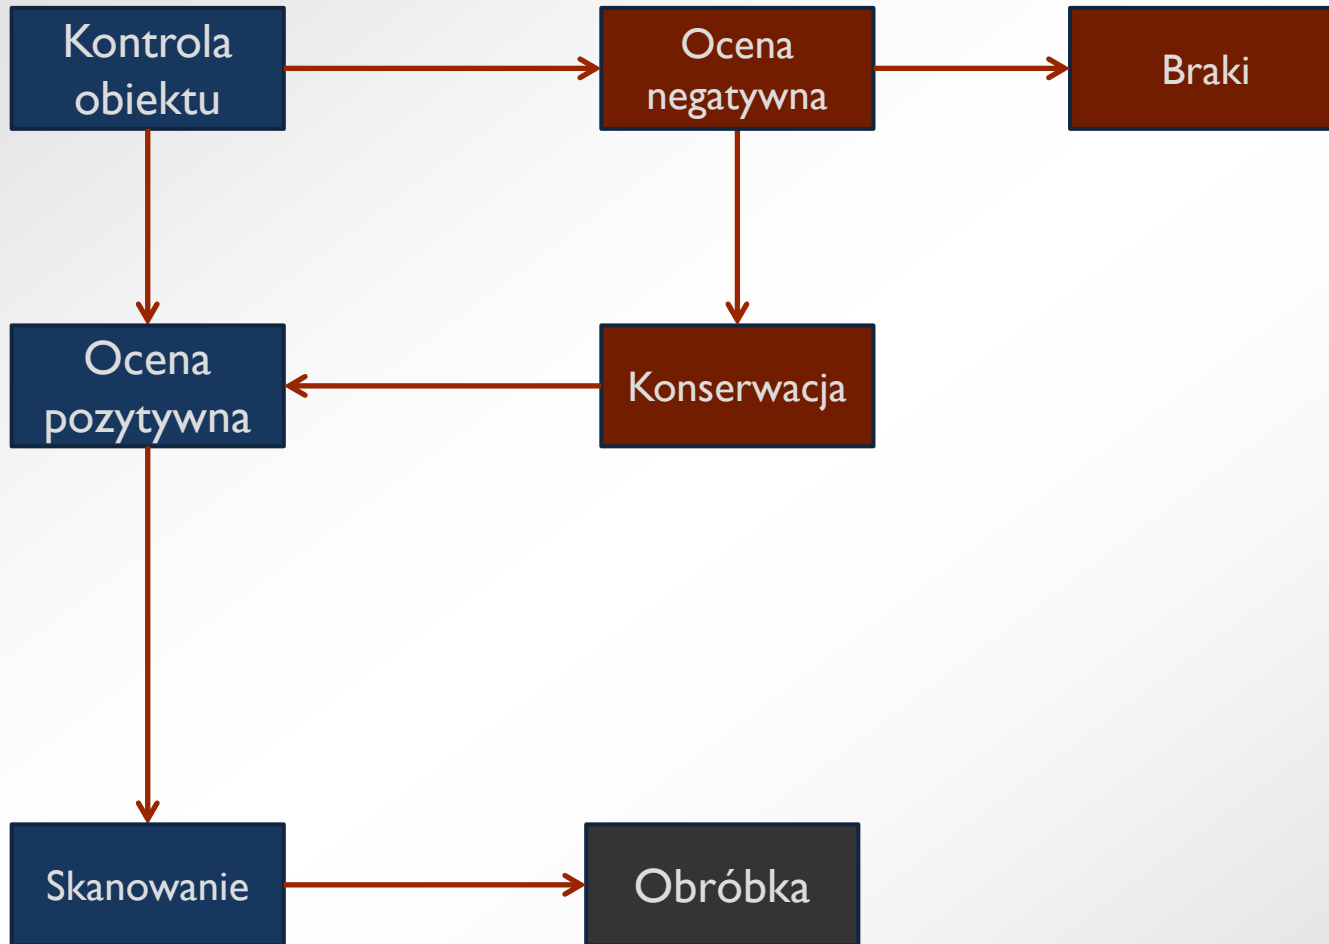 Kontrola
obiektu
Ocena
negatywna
Braki
Ocena
pozytywna
Konserwacja
Skanowanie
Obróbka